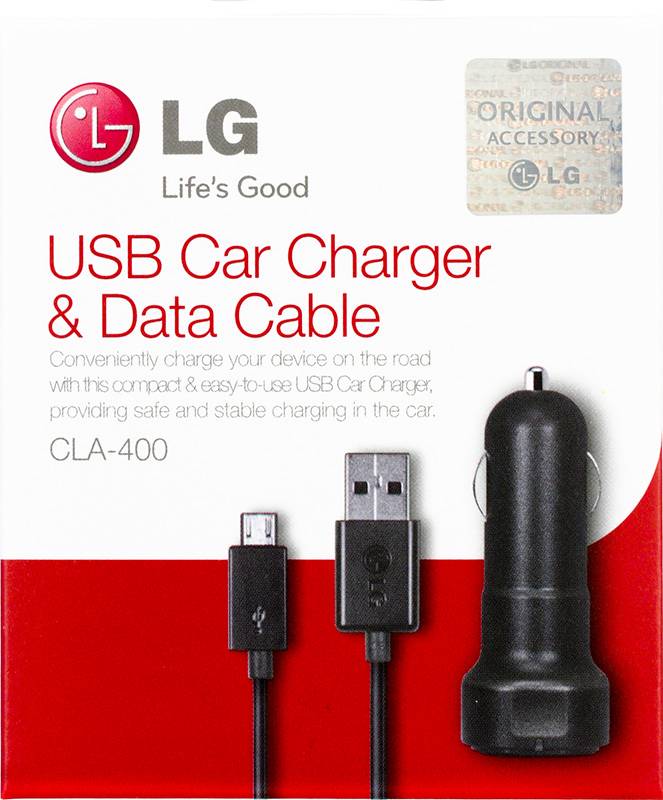 LG
Life's Good
ORIGINAL
ACCESSORY
LG
USB Car Charger
& Data Cable
Conveniently charge your device on the road
with this compact & easy-to-use USB Car Charger,
providing safe and stable charging in the car.
CLA-400
LG